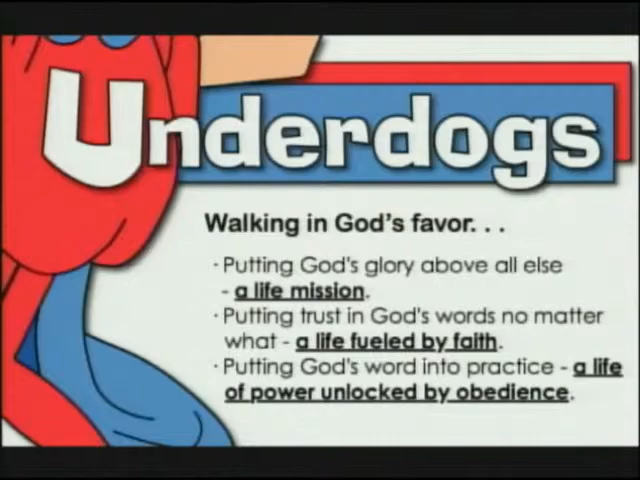 Underdogs
Walking in God's favor. . .
· Putting God's glory above all else
- a life mission.
· Putting trust in God's words no matter
what - a life fueled by faith.
· Putting God's word into practice - a life
of power unlocked by obedience.